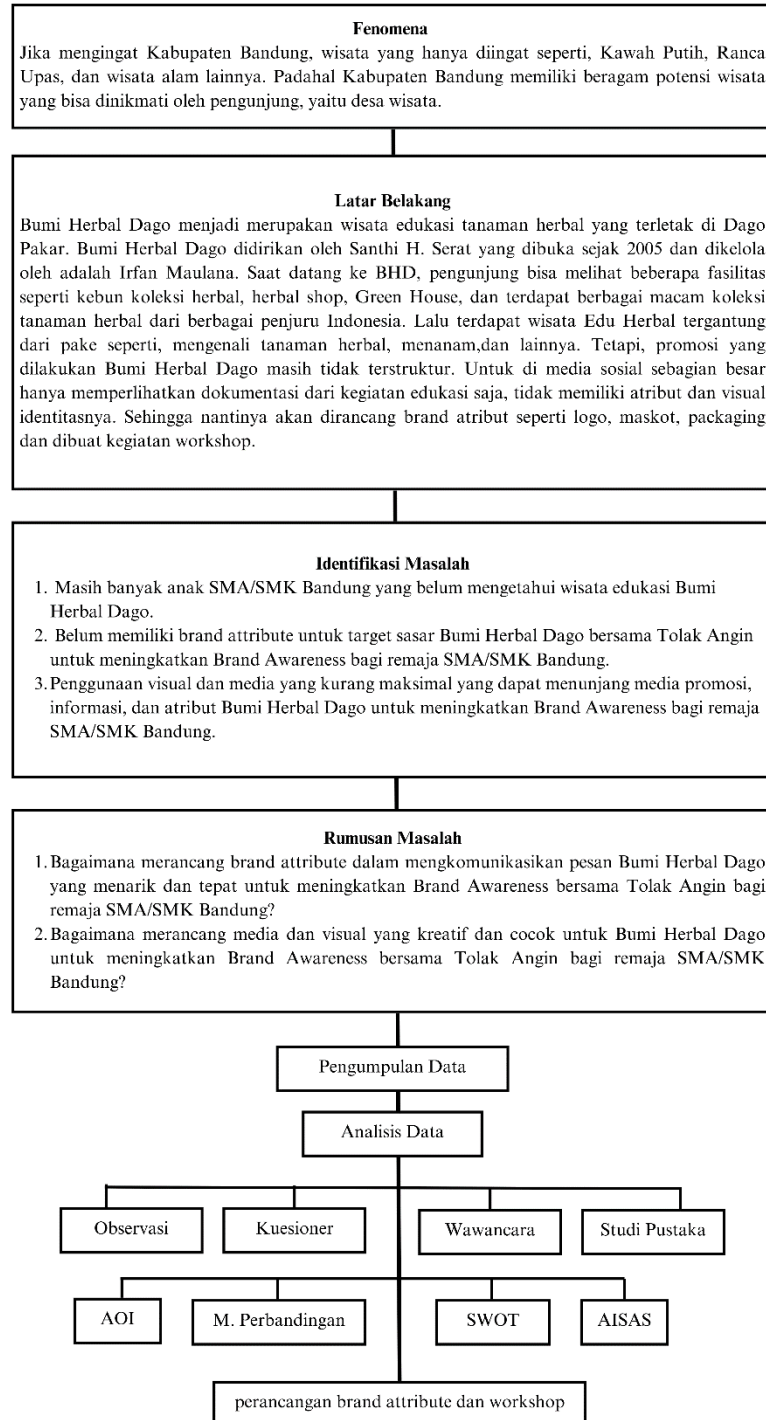 Fenomena
Jika mengingat Kabupaten Bandung, wisata yang hanya diingat seperti, Kawah Putih, Ranca
Upas, dan wisata alam lainnya. Padahal Kabupaten Bandung memiliki beragam potensi wisata
yang bisa dinikmati oleh pengunjung, yaitu desa wisata.
Latar Belakang
Bumi Herbal Dago menjadi merupakan wisata edukasi tanaman herbal yang terletak di Dago
Pakar. Bumi Herbal Dago didirikan oleh Santhi H. Serat yang dibuka sejak 2005 dan dikelola
oleh adalah Irfan Maulana. Saat datang ke BHD, pengunjung bisa melihat beberapa fasilitas
seperti kebun koleksi herbal, herbal shop, Green House, dan terdapat berbagai macam koleksi
tanaman herbal dari berbagai penjuru Indonesia. Lalu terdapat wisata Edu Herbal tergantung
dari pake seperti, mengenali tanaman herbal, menanam,dan lainnya. Tetapi, promosi yang
dilakukan Bumi Herbal Dago masih tidak terstruktur. Untuk di media sosial sebagian besar
hanya memperlihatkan dokumentasi dari kegiatan edukasi saja, tidak memiliki atribut dan visual
identitasnya. Sehingga nantinya akan dirancang brand atribut seperti logo, maskot, packaging
dan dibuat kegiatan workshop.
Identifikasi Masalah
1. Masih banyak anak SMA/SMK Bandung yang belum mengetahui wisata edukasi Bumi
Herbal Dago.
2. Belum memiliki brand attribute untuk target sasar Bumi Herbal Dago bersama Tolak Angin
untuk meningkatkan Brand Awareness bagi remaja SMA/SMK Bandung.
3. Penggunaan visual dan media yang kurang maksimal yang dapat menunjang media promosi,
informasi, dan atribut Bumi Herbal Dago untuk meningkatkan Brand Awareness bagi remaja
SMA/SMK Bandung.
Rumusan Masalah
1. Bagaimana merancang brand attribute dalam mengkomunikasikan pesan Bumi Herbal Dago
yang menarik dan tepat untuk meningkatkan Brand Awareness bersama Tolak Angin bagi
remaja SMA/SMK Bandung?
2. Bagaimana merancang media dan visual yang kreatif dan cocok untuk Bumi Herbal Dago
untuk meningkatkan Brand Awareness bersama Tolak Angin bagi remaja SMA/SMK
Bandung?
Pengumpulan Data
Analisis Data
Observasi
Kuesioner
Wawancara
Studi Pustaka
AOI
M. Perbandingan
SWOT
AISAS
perancangan brand attribute dan workshop